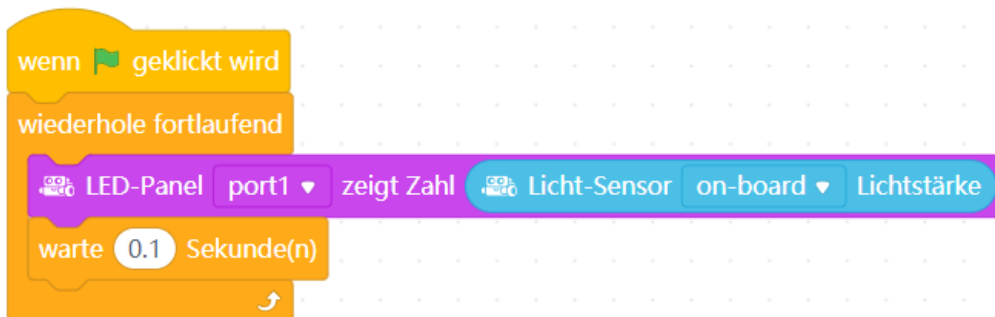 wenn geklickt wird
wiederhole fortlaufend
LED-Panel port1 zeigt Zahl Licht-Sensor on-board Lichtstärke
warte 0.1 Sekunde(n)